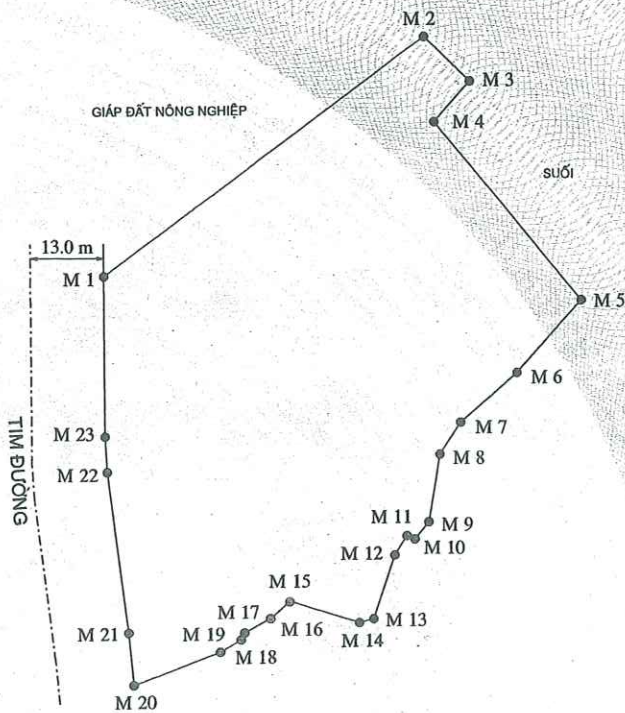 M 2
M 3
GIÁP ĐẤT NÔNG NGHIỆP
M 4
SUỐI
13.0 m
M 1
M 5
M 6
M 7
TIM ĐƯỜNG
M 23
M 8
M 22
M 11
M 9
M 10
M 12
M 15
M 21
M 17
M 16
M 13
M 19
M 14
M 18
M 20